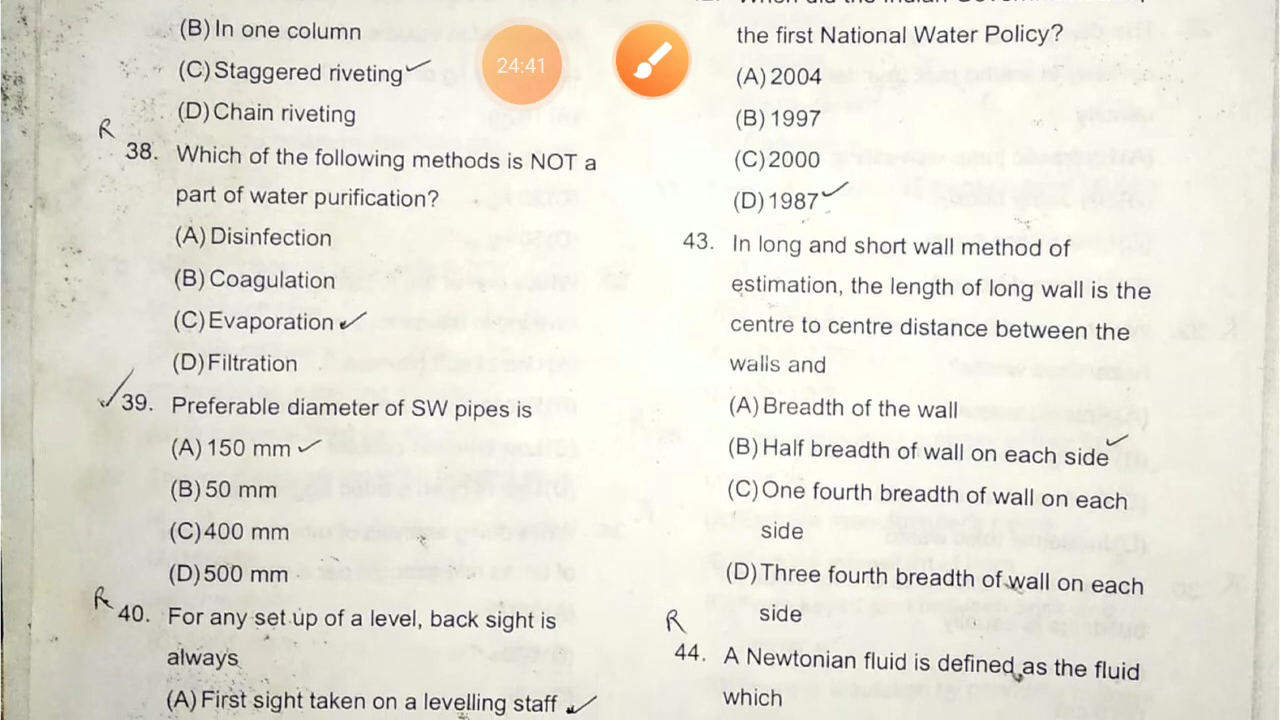 (B) In one column
(C) Staggered riveting
(D) Chain riveting
R
38. Which of the following methods is NOT a
part of water purification?
(A) Disinfection
(B) Coagulation
(C) Evaporation
(D) Filtration
39. Preferable diameter of SW pipes is
(A) 150 mm
(B) 50 mm
(C) 400 mm
(D) 500 mm
R
40. For any set up of a level, back sight is
always
(A) First sight taken on a levelling staff
24:41
the first National Water Policy?
(A) 2004
(B) 1997
(C) 2000
(D) 1987
43. In long and short wall method of
estimation, the length of long wall is the
centre to centre distance between the
walls and
(A) Breadth of the wall
(B) Half breadth of wall on each side
(C) One fourth breadth of wall on each
side
(D) Three fourth breadth of wall on each
side
R
44. A Newtonian fluid is defined as the fluid
which